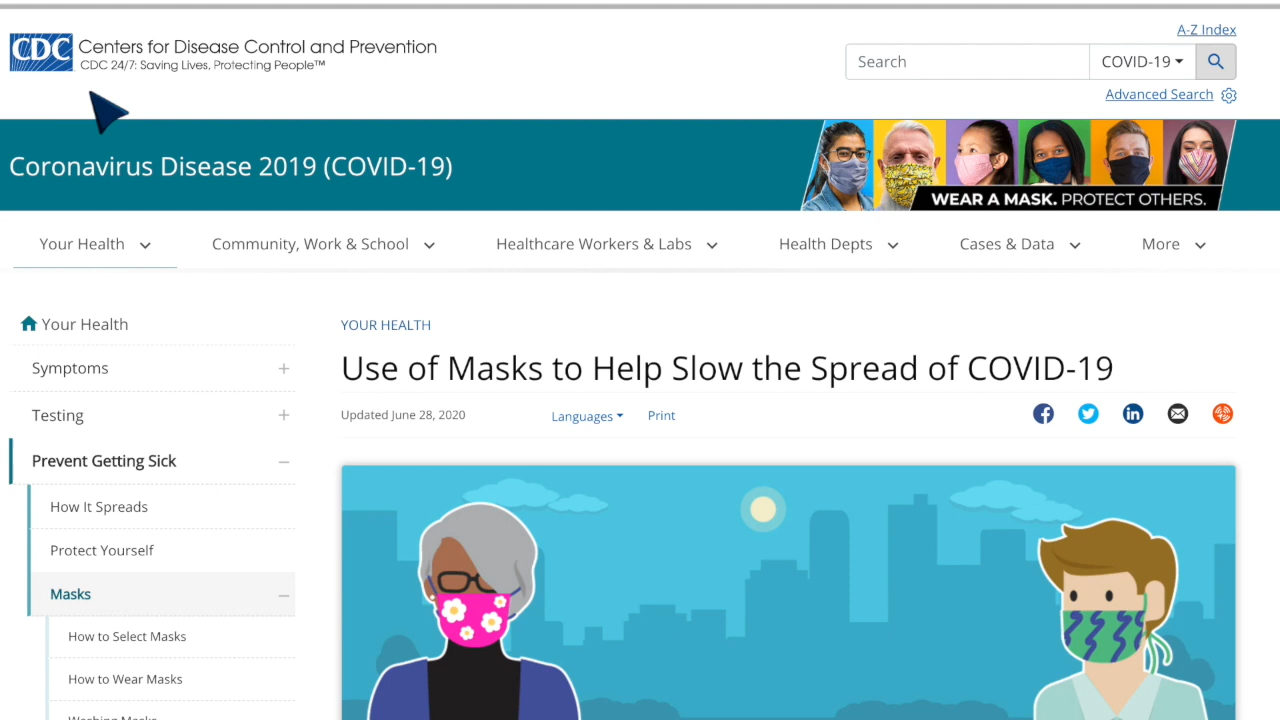 A-Z Index
CDC Centers for Disease Control and Prevention
CDC 24/7: Saving Lives, Protecting People™
Search COVID-19
Advanced Search
Coronavirus Disease 2019 (COVID-19)
WEAR A MASK. PROTECT OTHERS.
Your Health Community, Work & School Healthcare Workers & Labs Health Depts Cases & Data More
Your Health
Symptoms
Testing
Prevent Getting Sick
How It Spreads
Protect Yourself
Masks
How to Select Masks
How to Wear Masks
Washing Masks
YOUR HEALTH
Use of Masks to Help Slow the Spread of COVID-19
Updated June 28, 2020 Languages Print